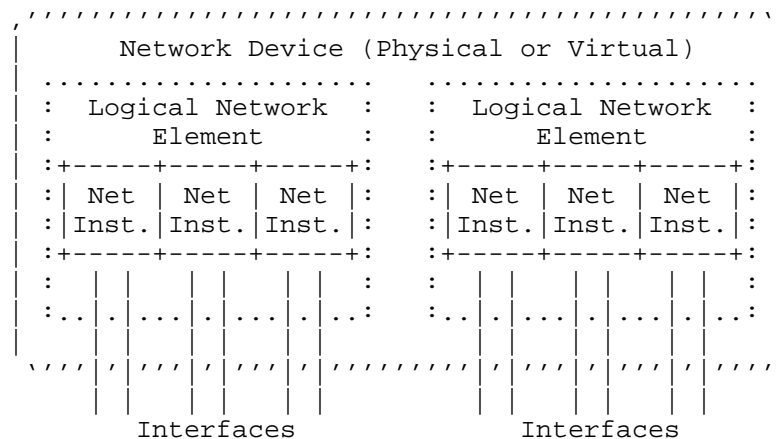 Network Device (Physical or Virtual)
Logical Network Logical Network
Element Element
Net Net Net Net Net Net
Inst. Inst. Inst. Inst. Inst. Inst.
Interfaces Interfaces